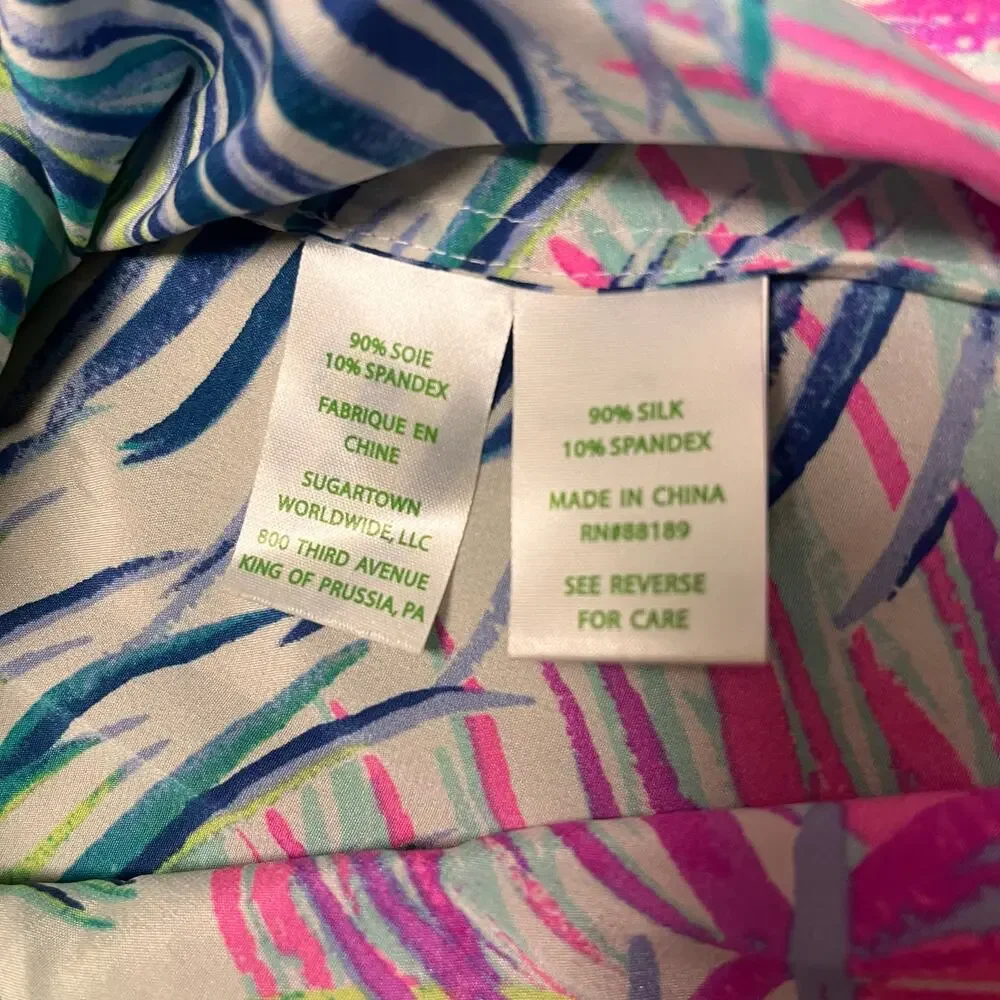 90% SOIE
10% SPANDEX
FABRIQUE EN
CHINE
SUGARTOWN
WORLDWIDE, LLC
800 THIRD AVENUE
KING OF PRUSSIA, PA
90% SILK
10% SPANDEX
MADE IN CHINA
RN#88189
SEE REVERSE
FOR CARE